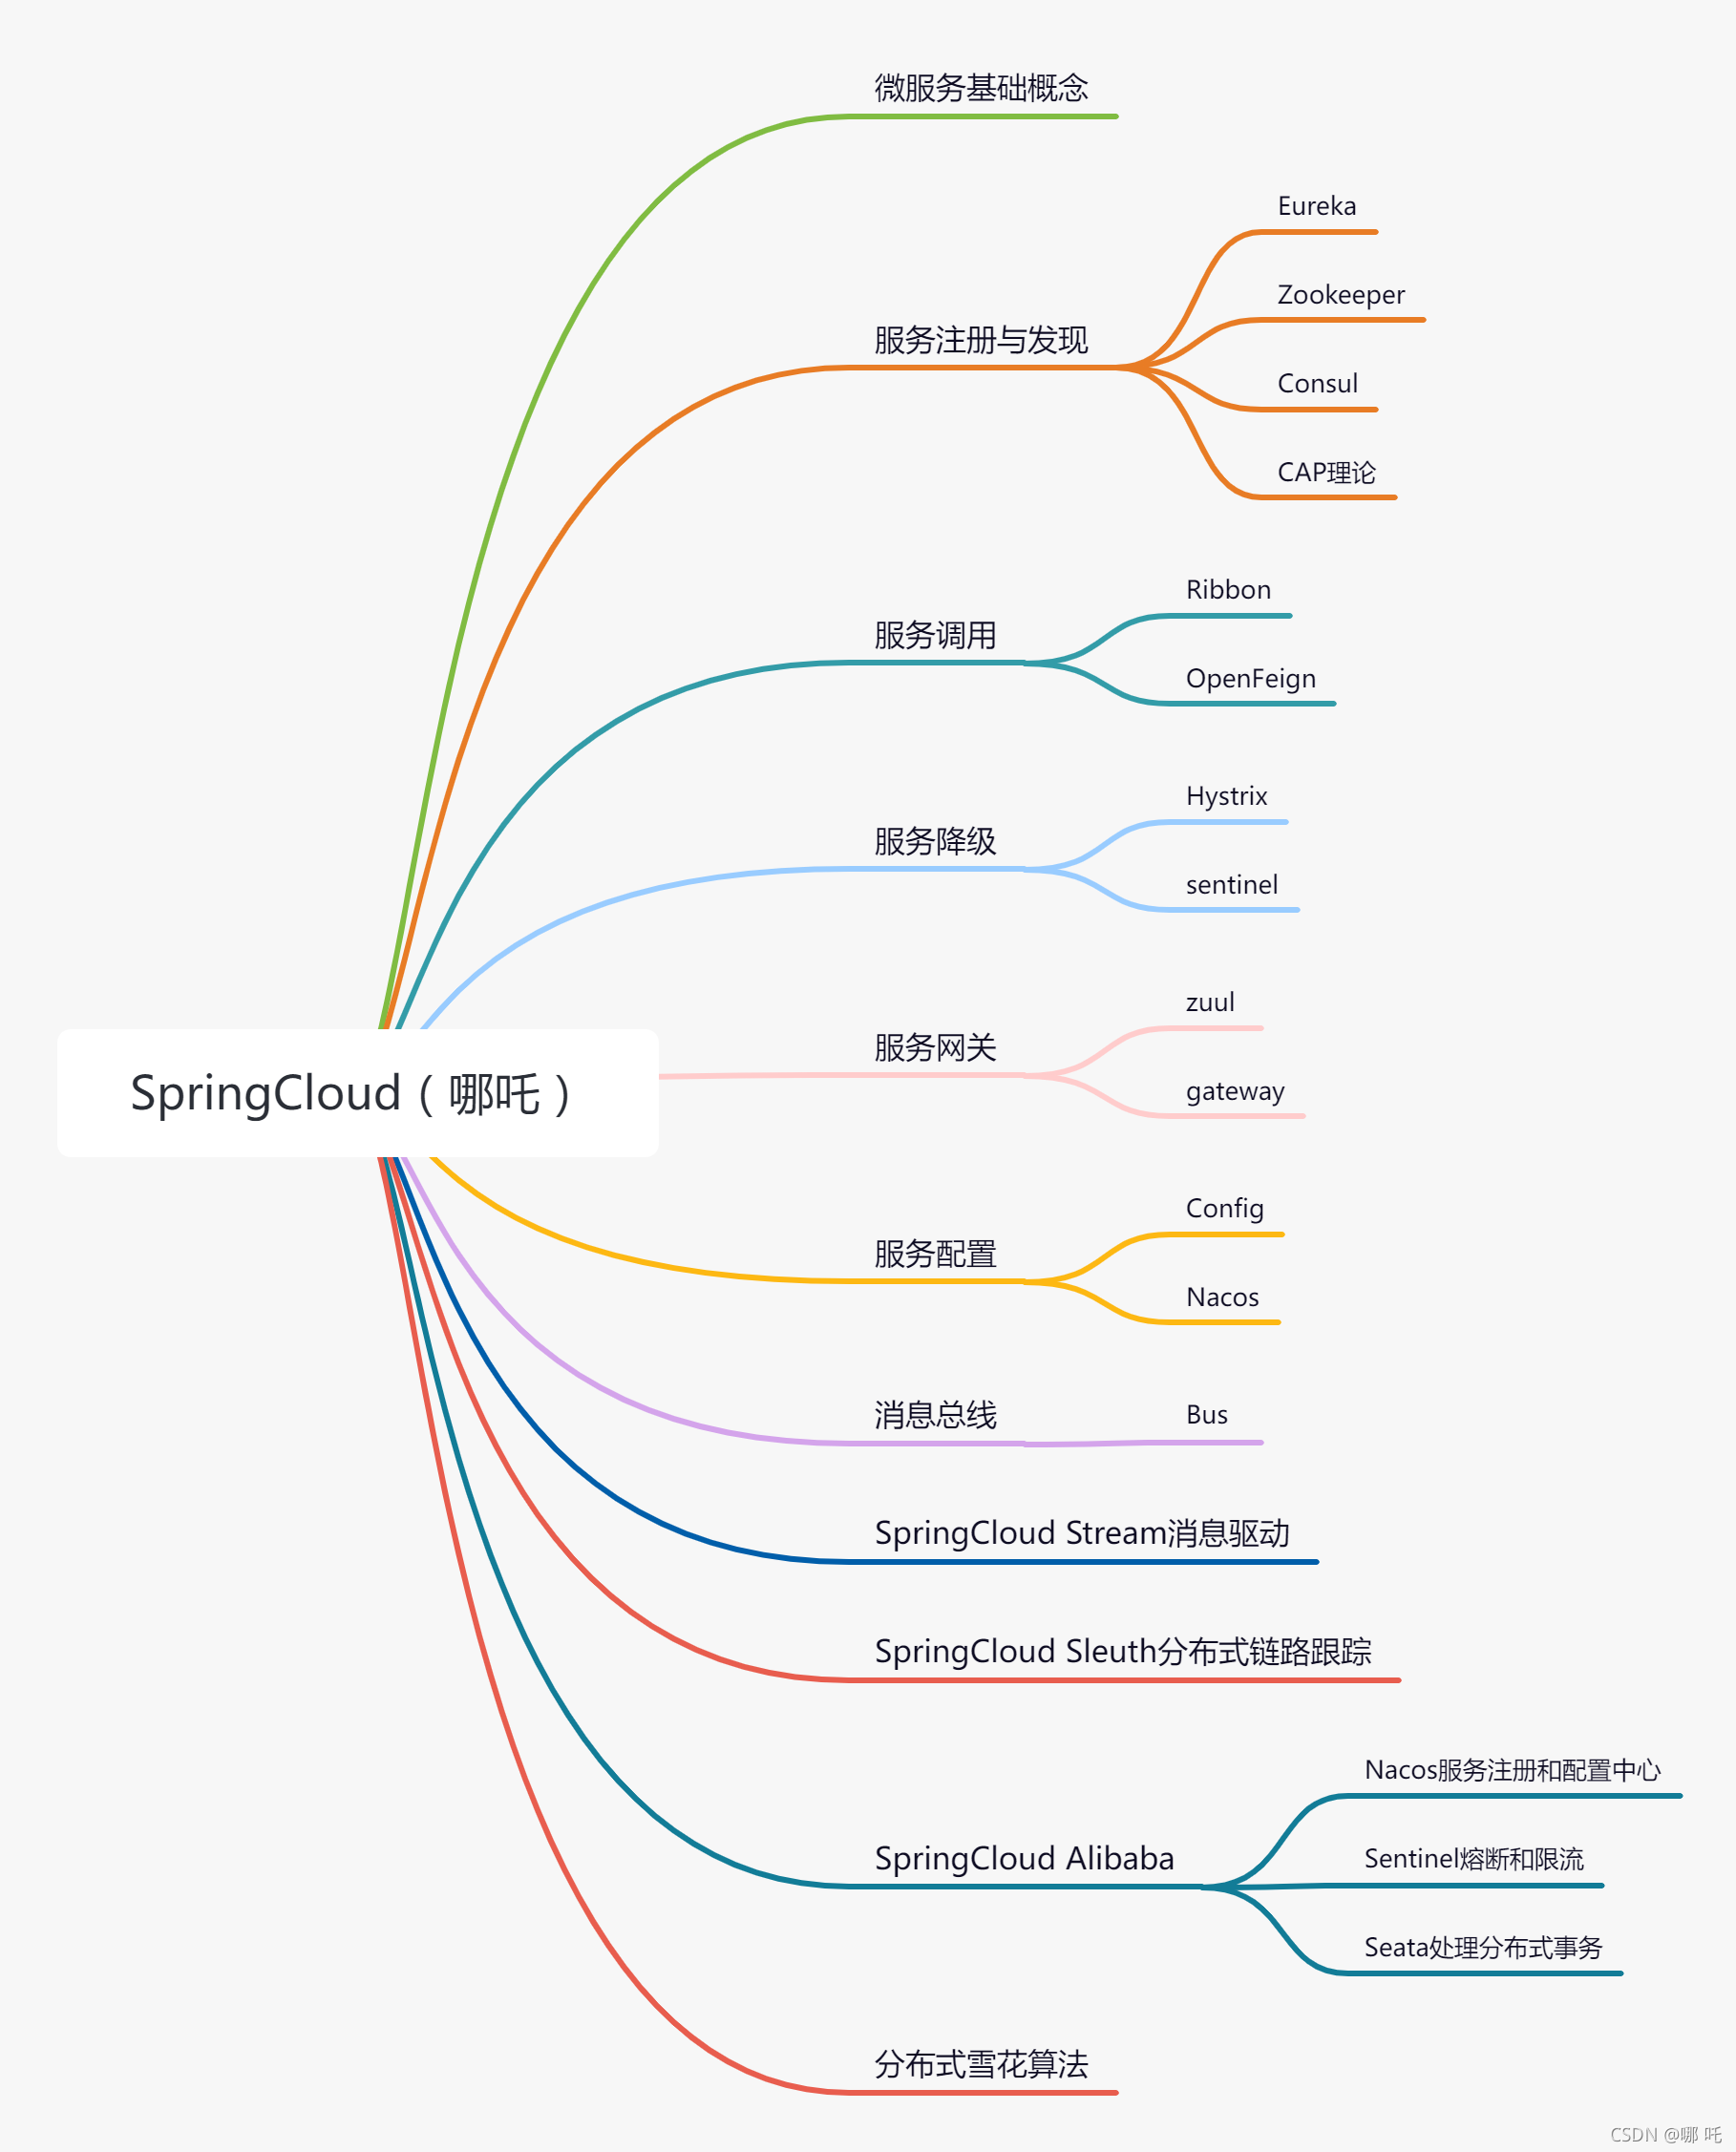 微服务基础概念
Eureka
Zookeeper
服务注册与发现
Consul
CAP理论
Ribbon
服务调用
OpenFeign
Hystrix
服务降级
sentinel
zuul
服务网关
gateway
SpringCloud（哪吒）
Config
服务配置
Nacos
消息总线
Bus
SpringCloud Stream消息驱动
SpringCloud Sleuth分布式链路跟踪
Nacos服务注册和配置中心
SpringCloud Alibaba
Sentinel熔断和限流
Seata处理分布式事务
分布式雪花算法
CSDN @哪 吒